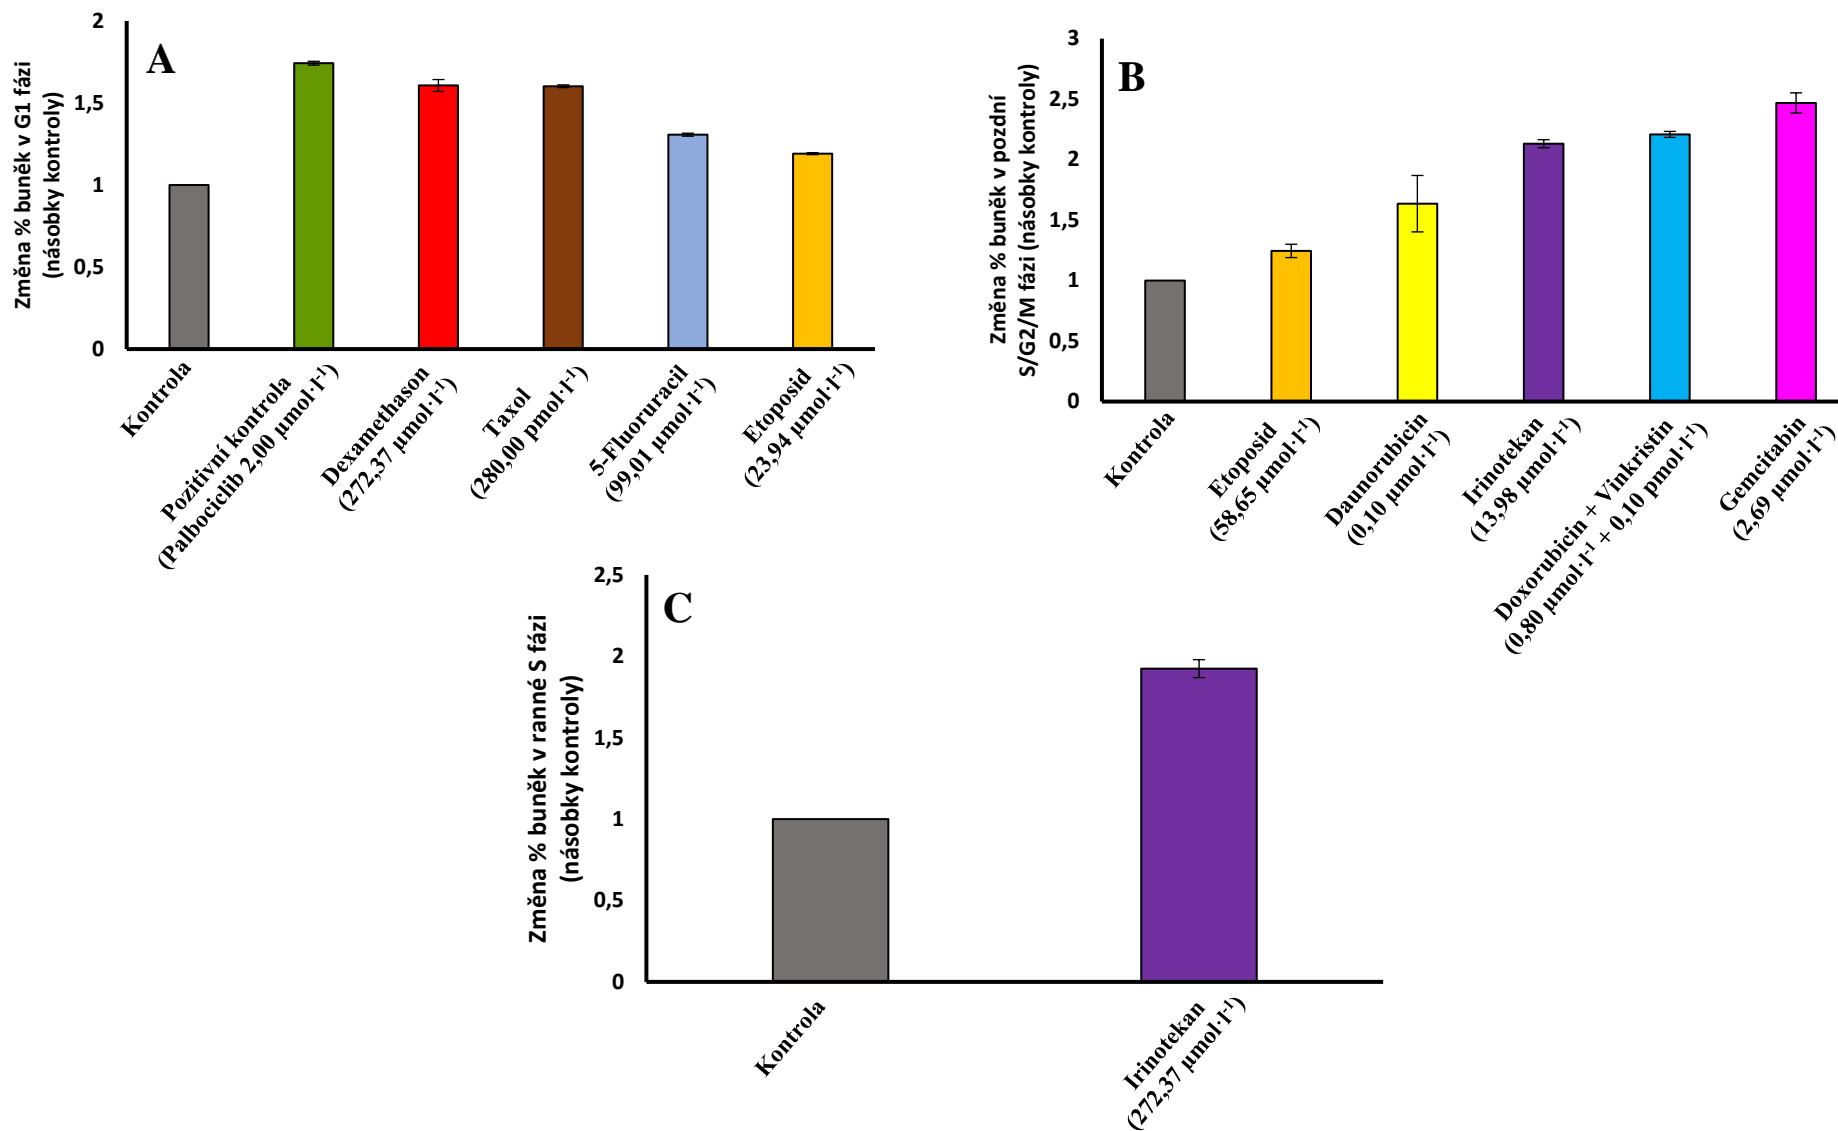 A
Změna % buněk v G1 fázi
(násobky kontroly)
2
1,5
1
0,5
0
Kontrola
Pozitivní kontrola
(Palbociclib 2,00 µmol·l⁻¹)
Dexamethason
(272,37 µmol·l⁻¹)
Taxol
(280,00 pmol·l⁻¹)
5-Fluoruracil
(99,01 µmol·l⁻¹)
Etoposid
(23,94 µmol·l⁻¹)
B
Změna % buněk v pozdní
S/G2/M fázi (násobky kontroly)
3
2,5
2
1,5
1
0,5
0
Kontrola
Etoposid
(58,65 µmol·l⁻¹)
Daunorubicin
(0,10 µmol·l⁻¹)
Irinotekan
(13,98 µmol·l⁻¹)
Doxorubicin + Vinkristin
(0,80 µmol·l⁻¹ + 0,10 pmol·l⁻¹)
Gemcitabin
(2,69 µmol·l⁻¹)
C
Změna % buněk v ranné S fázi
(násobky kontroly)
2,5
2
1,5
1
0,5
0
Kontrola
Irinotekan
(272,37 µmol·l⁻¹)